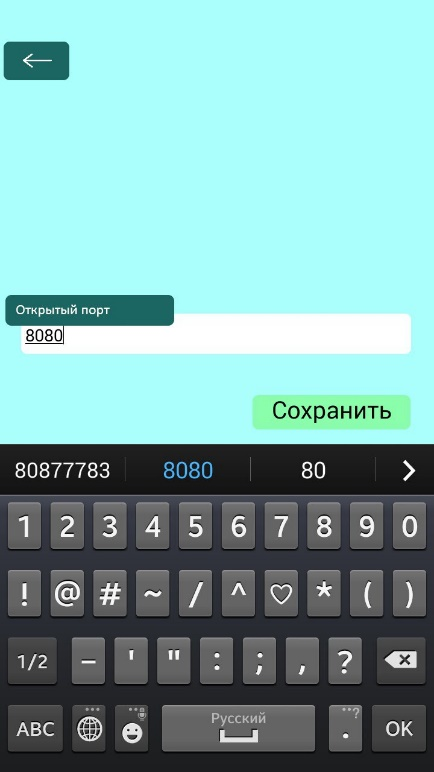 Открытый порт
8080
Сохранить
80877783 8080 80
1 2 3 4 5 6 7 8 9 0
! @ # ~ / ^ ♡ * ( )
1/2 – ' " : ; , ?
ABC Русский . OK